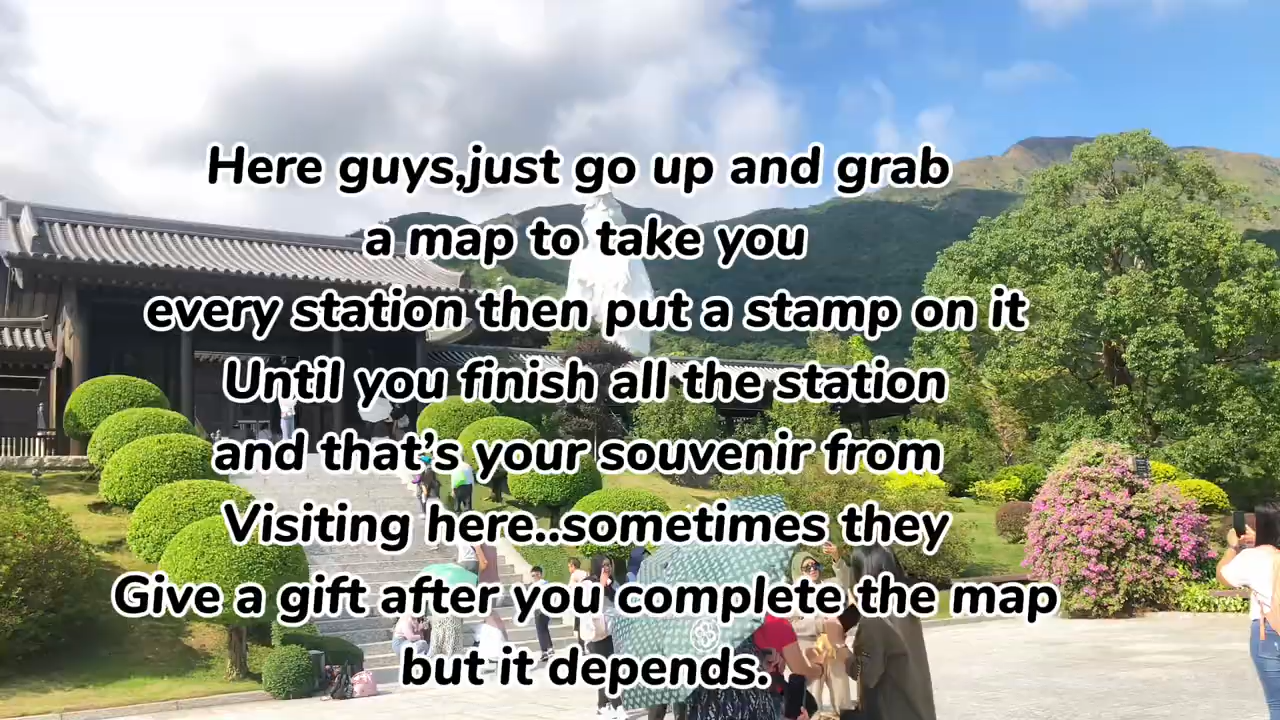 Here guys,just go up and grab
a map to take you
every station then put a stamp on it
Until you finish all the station
and that's your souvenir from
Visiting here..sometimes they
Give a gift after you complete the map
but it depends.